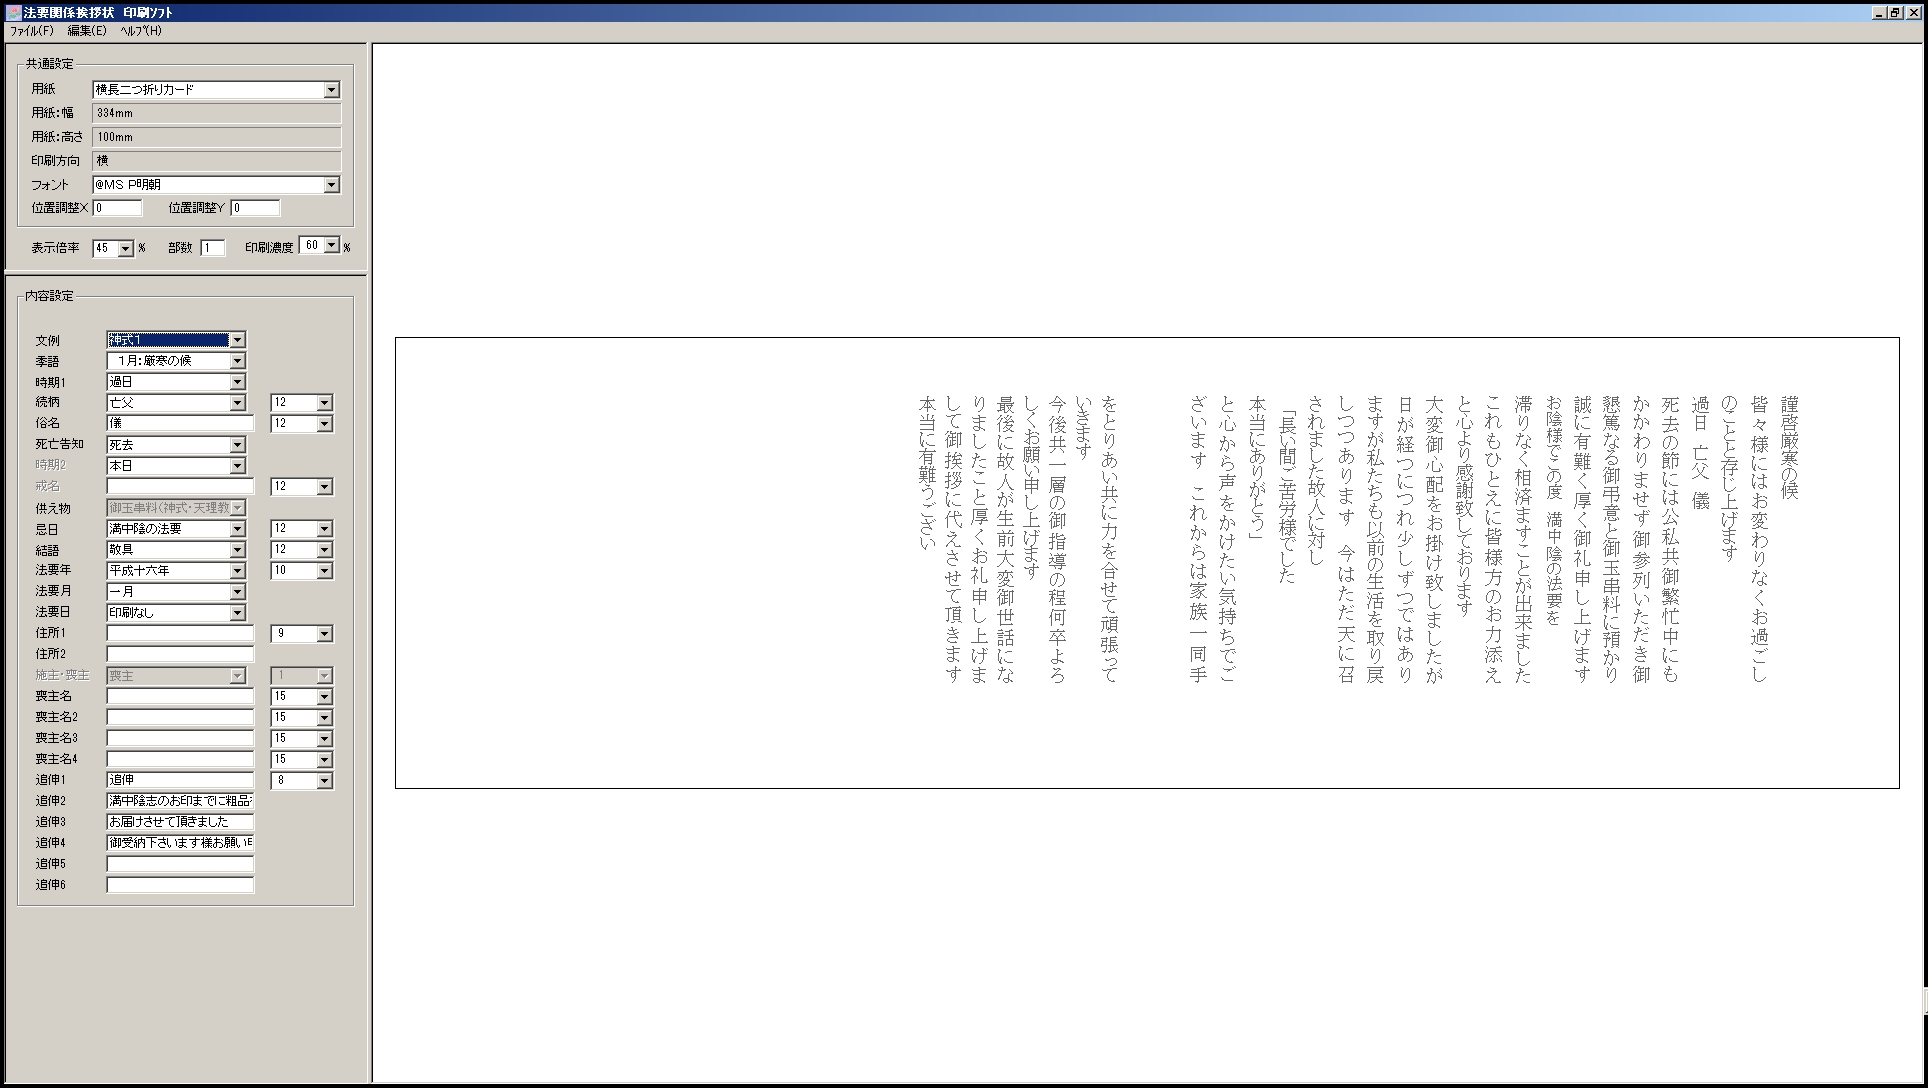 法要関係挨拶状 印刷ソフト
ファイル(F) 編集(E) ヘルプ(H)
共通設定
用紙 横長二つ折りカード
用紙:幅 334mm
用紙:高さ 100mm
印刷方向 横
フォント @MS P明朝
位置調整X 0 位置調整Y 0
表示倍率 45 % 部数 1 印刷濃度 60 %
内容設定
文例 神式1
季語 1月:厳寒の候
時期1 過日
続柄 亡父 12
俗名 儀 12
死亡告知 死去
時期2 本日
戒名 12
供え物 御玉串料(神式・天理教
忌日 満中陰の法要 12
結語 敬具 12
法要年 平成十六年 10
法要月 一月
法要日 印刷なし
住所1 9
住所2
施主・喪主 喪主 1
喪主名 15
喪主名2 15
喪主名3 15
喪主名4 15
追伸1 追伸 8
追伸2 満中陰志のお印までに粗品を
追伸3 お届けさせて頂きました
追伸4 御受納下さいます様お願い
追伸5
追伸6
謹啓厳寒の候
皆々様にはお変わりなくお過ごし
のことと存じ上げます
過日 亡父 儀
死去の節には公私共御繁忙中にも
かかわりませず御参列いただき御
懇篤なる御弔意と御玉串料に預かり
誠に有難く厚く御礼申し上げます
お陰様でこの度 満中陰の法要を
滞りなく相済ますことが出来ました
これもひとえに皆様方のお力添え
と心より感謝致しております
大変御心配をお掛け致しましたが
日が経つにつれ少しずつではあり
ますが私たちも以前の生活を取り戻
しつつあります 今はただ天に召
されました故人に対し
「長い間ご苦労様でした
本当にありがとう」
と心から声をかけたい気持ちでご
ざいます これからは家族一同手
をとりあい共に力を合せて頑張って
いきます
今後共一層の御指導の程何卒よろ
しくお願い申し上げます
最後に故人が生前大変御世話にな
りましたこと厚くお礼申し上げま
して御挨拶に代えさせて頂きます
本当に有難うござい